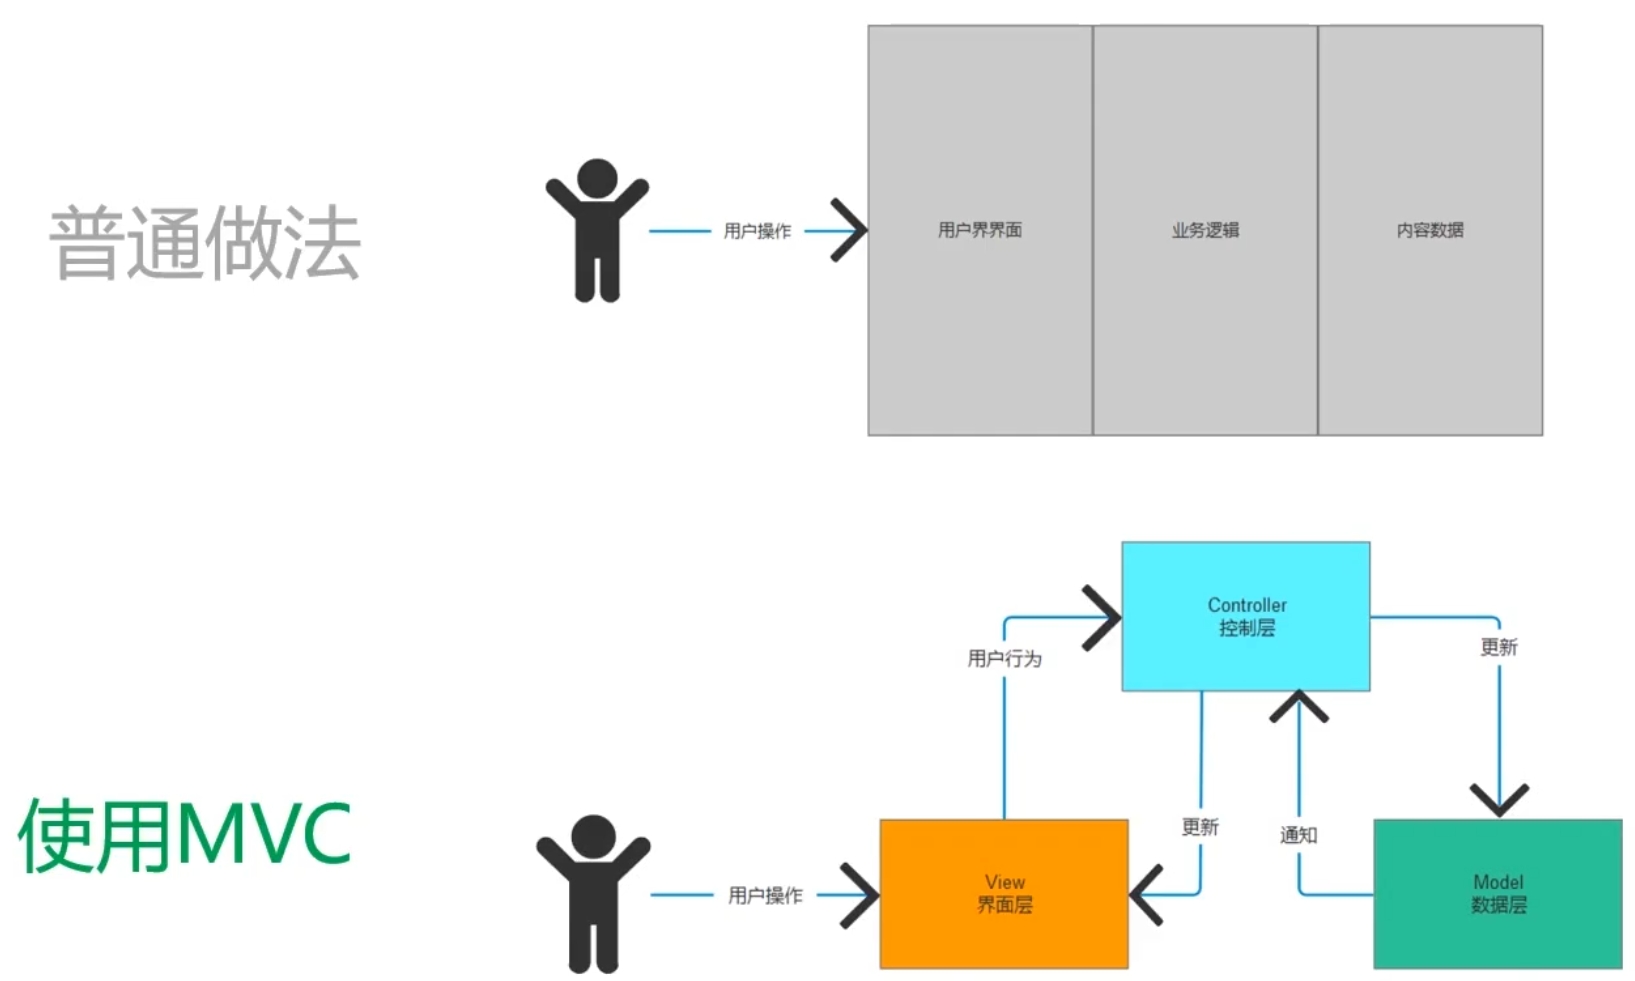 普通做法
用户操作
用户界界面
业务逻辑
内容数据
使用MVC
用户操作
View
界面层
用户行为
Controller
控制层
更新
通知
更新
Model
数据层